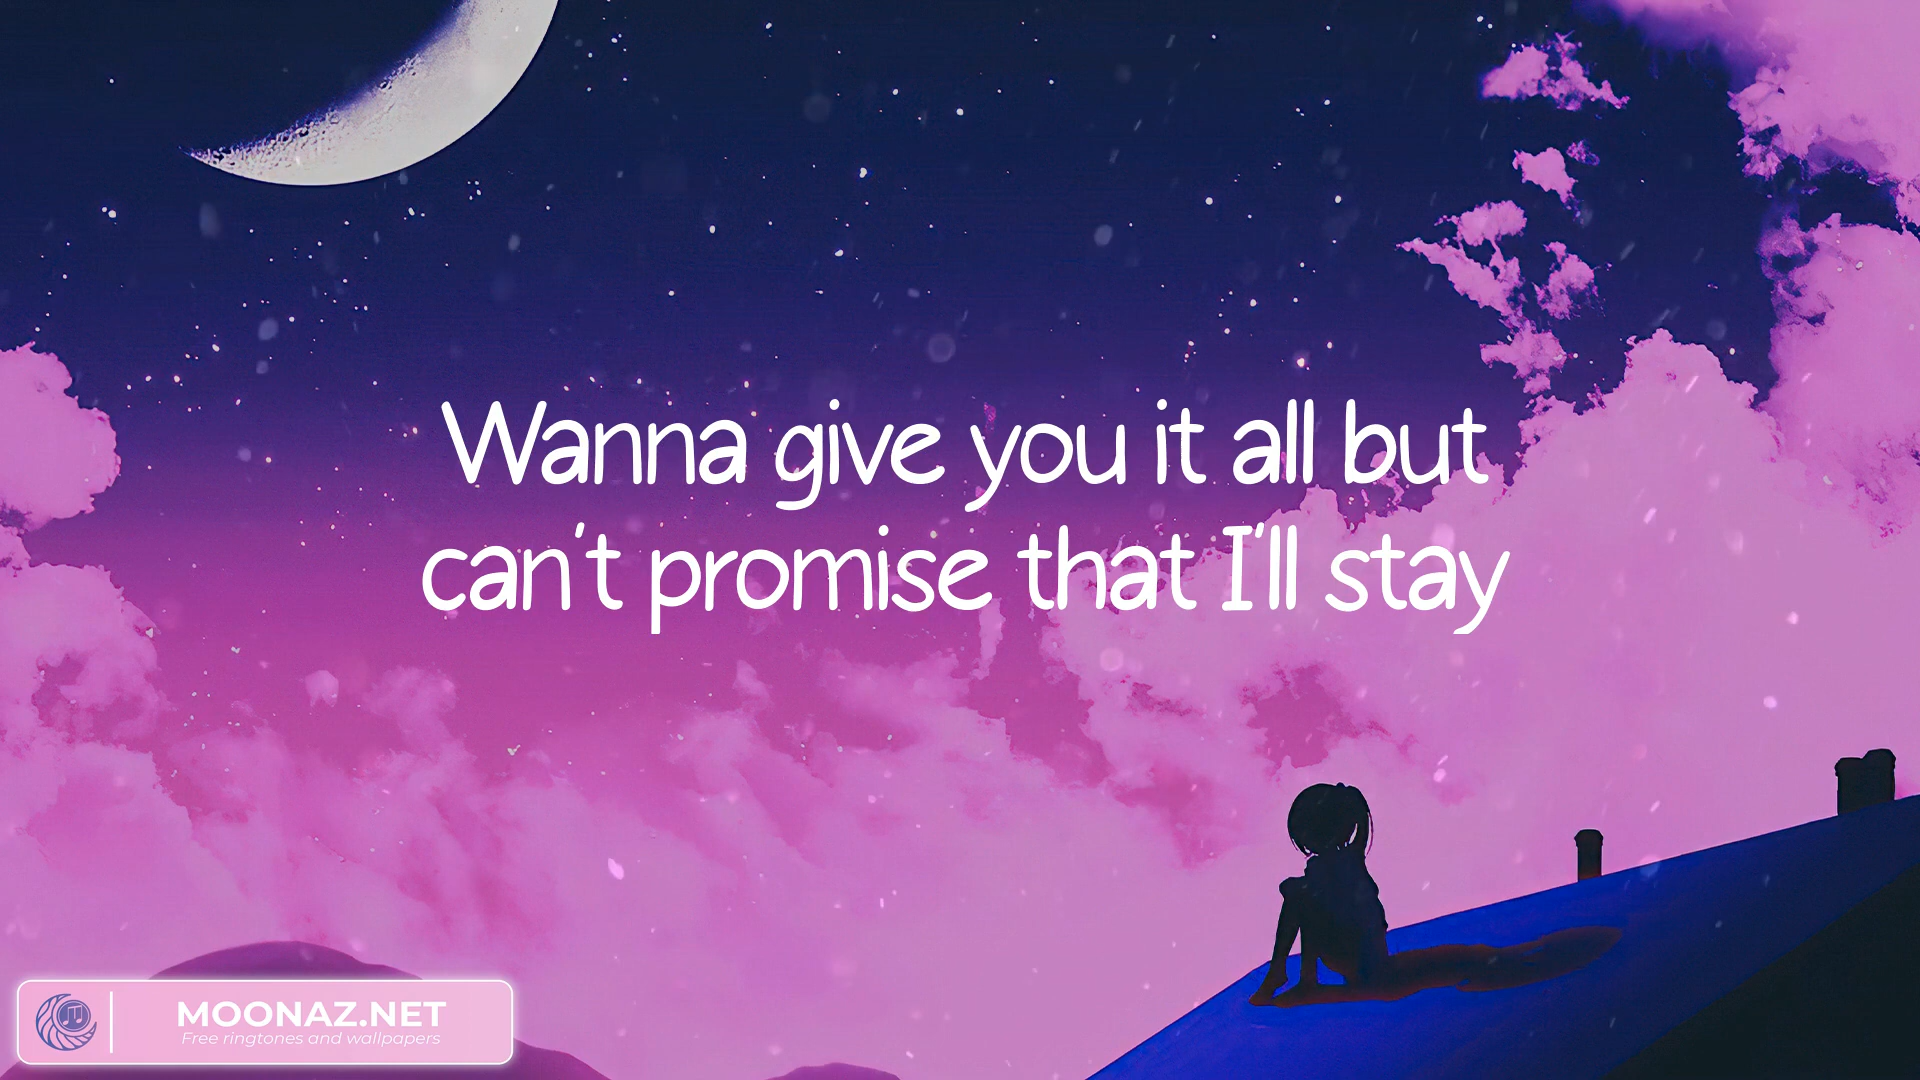 Wanna give you it all but
can't promise that I'll stay
MOONAZ.NET
Free ringtones and wallpapers